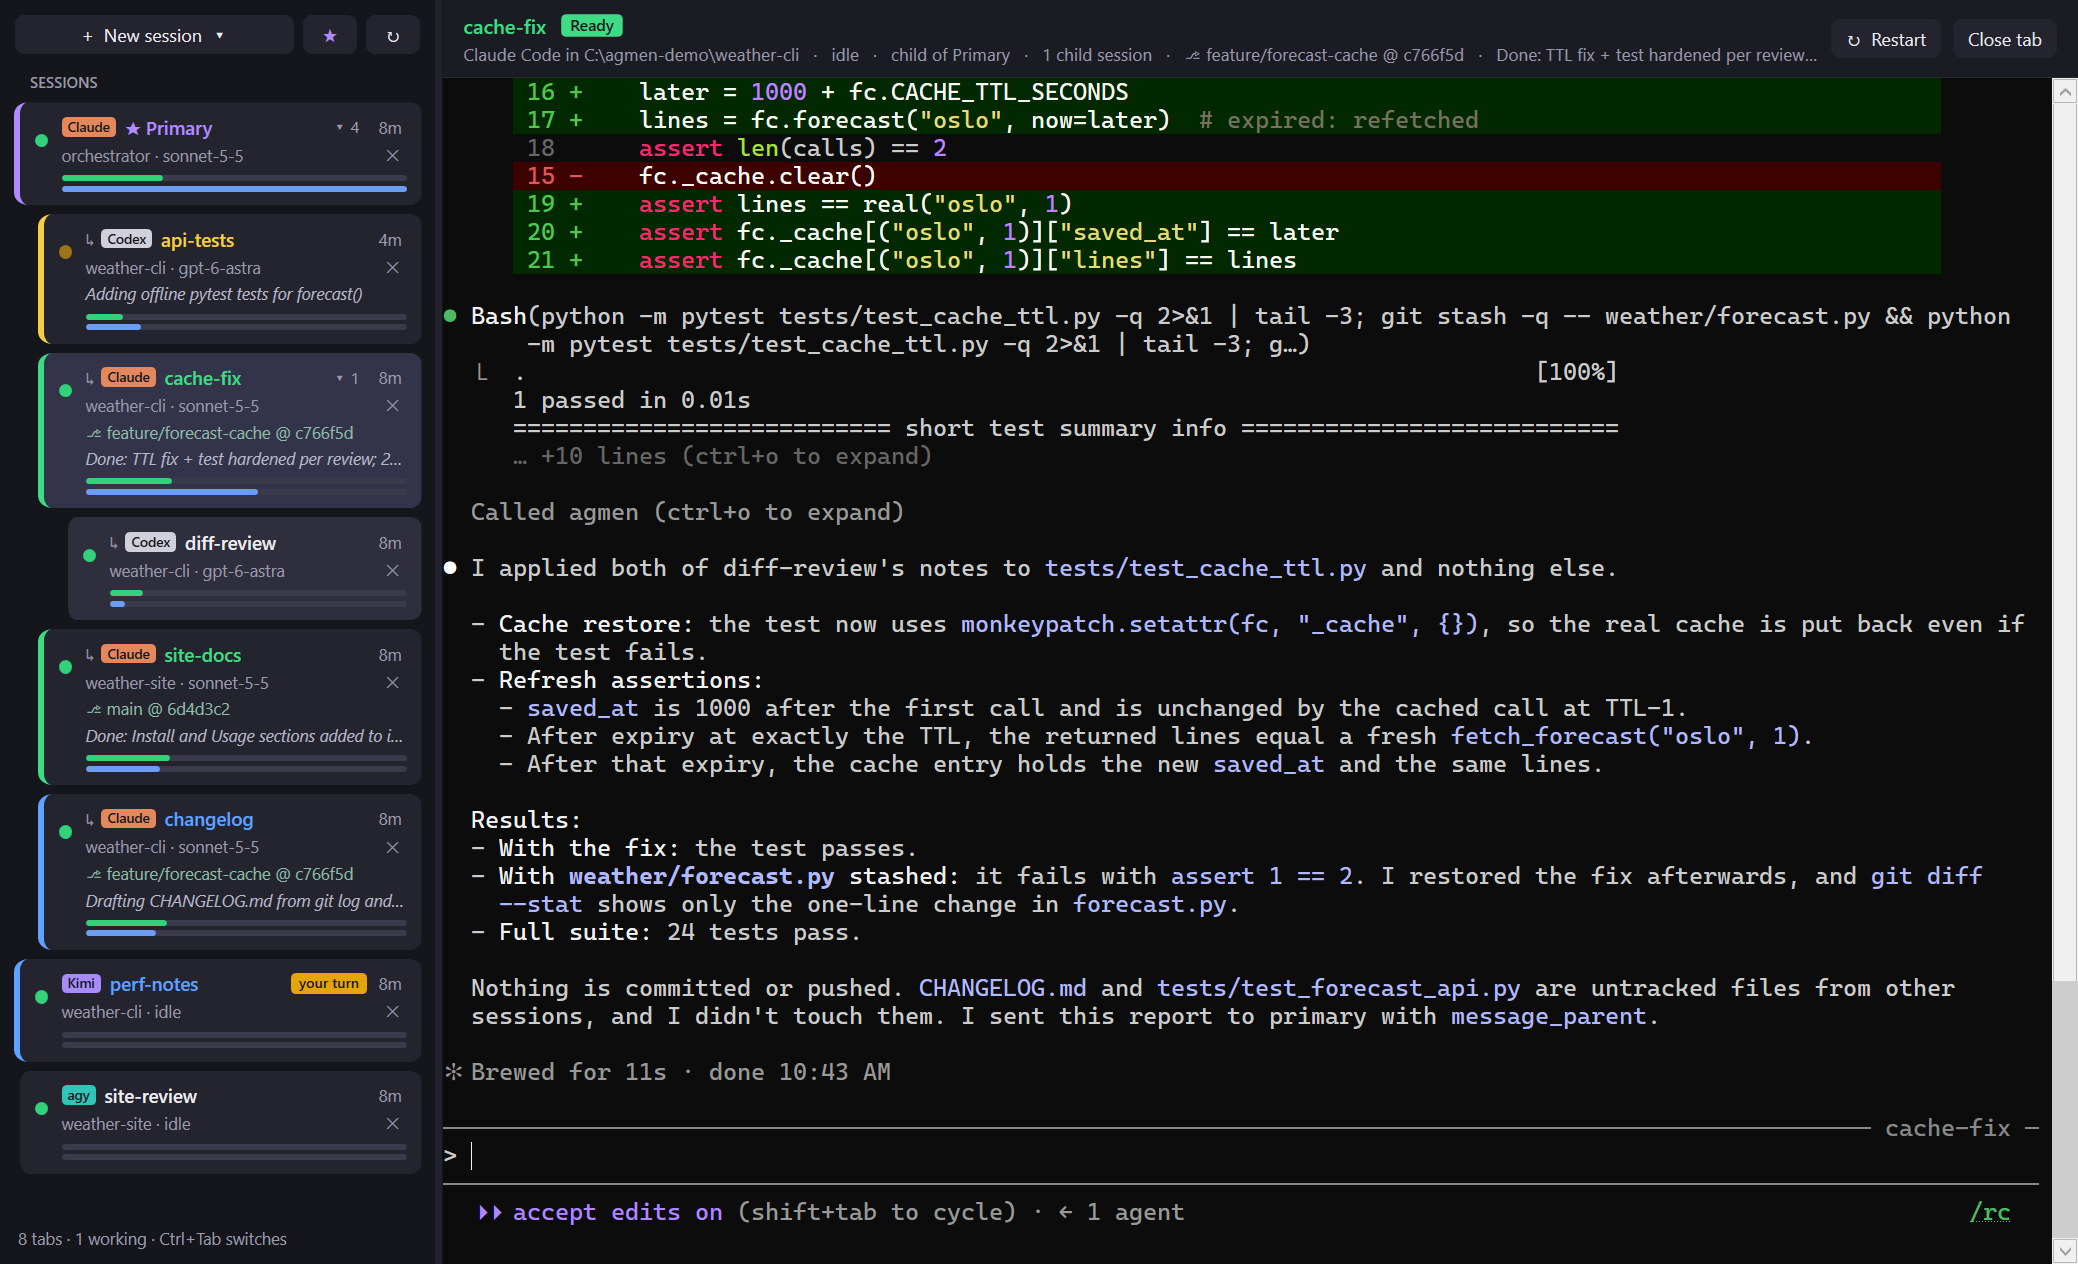 + New session ▾ ★ ↻
SESSIONS
Claude ★ Primary ▾ 4 8m
orchestrator · sonnet-5-5 ×
↳ Codex api-tests 4m
weather-cli · gpt-6-astra ×
Adding offline pytest tests for forecast()
↳ Claude cache-fix ▾ 1 8m
weather-cli · sonnet-5-5 ×
feature/forecast-cache @ c766f5d
Done: TTL fix + test hardened per review; 2...
↳ Codex diff-review 8m
weather-cli · gpt-6-astra ×
↳ Claude site-docs 8m
weather-site · sonnet-5-5 ×
main @ 6d4d3c2
Done: Install and Usage sections added to i...
↳ Claude changelog 8m
weather-cli · sonnet-5-5 ×
feature/forecast-cache @ c766f5d
Drafting CHANGELOG.md from git log and...
Kimi perf-notes your turn 8m
weather-cli · idle ×
agy site-review 8m
weather-site · idle ×
8 tabs · 1 working · Ctrl+Tab switches
cache-fix Ready
Claude Code in C:\agmen-demo\weather-cli · idle · child of Primary · 1 child session · feature/forecast-cache @ c766f5d · Done: TTL fix + test hardened per review...
↻ Restart Close tab
16 + later = 1000 + fc.CACHE_TTL_SECONDS
17 + lines = fc.forecast("oslo", now=later)  # expired: refetched
18 assert len(calls) == 2
15 - fc._cache.clear()
19 + assert lines == real("oslo", 1)
20 + assert fc._cache[("oslo", 1)]["saved_at"] == later
21 + assert fc._cache[("oslo", 1)]["lines"] == lines
● Bash(python -m pytest tests/test_cache_ttl.py -q 2>&1 | tail -3; git stash -q -- weather/forecast.py && python
-m pytest tests/test_cache_ttl.py -q 2>&1 | tail -3; g…)
└ . [100%]
1 passed in 0.01s
=========================== short test summary info ===========================
… +10 lines (ctrl+o to expand)
Called agmen (ctrl+o to expand)
● I applied both of diff-review's notes to tests/test_cache_ttl.py and nothing else.
- Cache restore: the test now uses monkeypatch.setattr(fc, "_cache", {}), so the real cache is put back even if
the test fails.
- Refresh assertions:
- saved_at is 1000 after the first call and is unchanged by the cached call at TTL-1.
- After expiry at exactly the TTL, the returned lines equal a fresh fetch_forecast("oslo", 1).
- After that expiry, the cache entry holds the new saved_at and the same lines.
Results:
- With the fix: the test passes.
- With weather/forecast.py stashed: it fails with assert 1 == 2. I restored the fix afterwards, and git diff
--stat shows only the one-line change in forecast.py.
- Full suite: 24 tests pass.
Nothing is committed or pushed. CHANGELOG.md and tests/test_forecast_api.py are untracked files from other
sessions, and I didn't touch them. I sent this report to primary with message_parent.
✻ Brewed for 11s · done 10:43 AM
cache-fix
>
⏵⏵ accept edits on (shift+tab to cycle) · ← 1 agent /rc